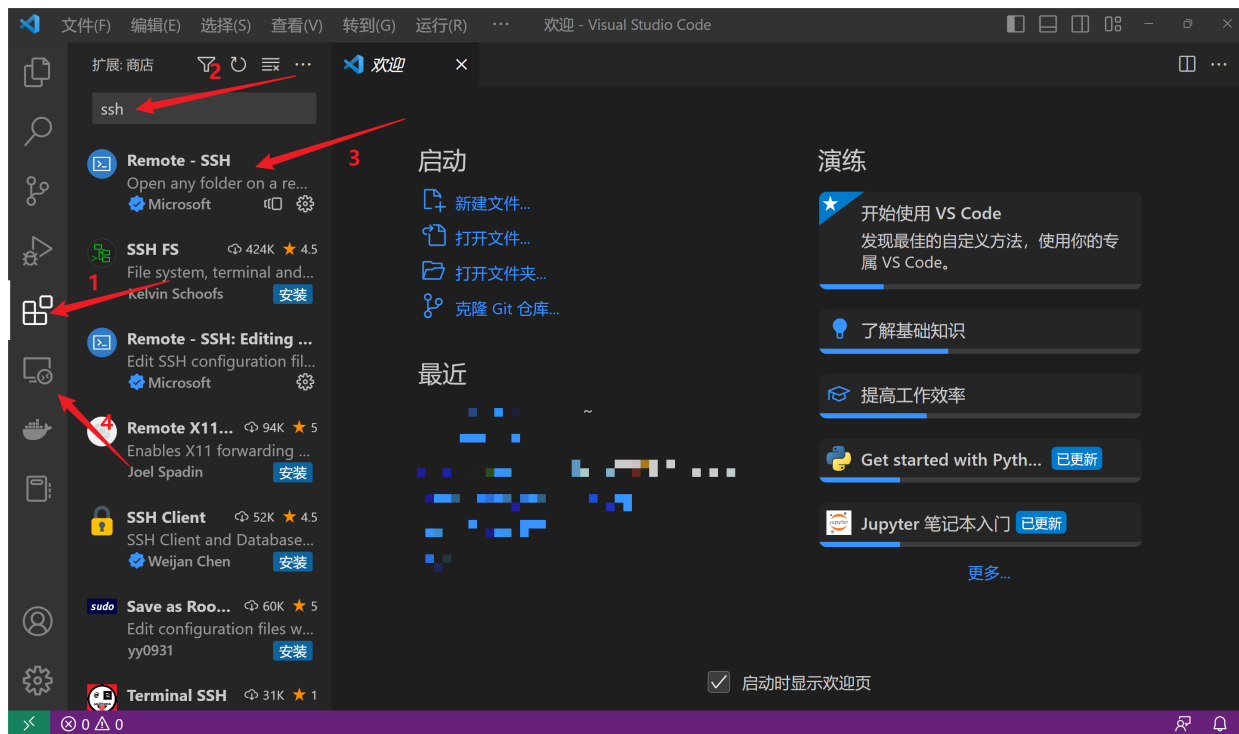 文件(F) 编辑(E) 选择(S) 查看(V) 转到(G) 运行(R) ··· 欢迎 - Visual Studio Code
扩展: 商店
2
ssh
Remote - SSH
Open any folder on a re...
Microsoft
3
SSH FS 424K 4.5
File system, terminal and...
Kelvin Schoofs 安装
1
Remote - SSH: Editing ...
Edit SSH configuration fil...
Microsoft
4
Remote X11... 94K 5
Enables X11 forwarding ...
Joel Spadin 安装
SSH Client 52K 4.5
SSH Client and Database...
Weijan Chen 安装
sudo Save as Roo... 60K 5
Edit configuration files w...
yy0931 安装
Terminal SSH 31K 1
欢迎
启动
新建文件...
打开文件...
打开文件夹...
克隆 Git 仓库...
最近
~
演练
开始使用 VS Code
发现最佳的自定义方法，使用你的专
属 VS Code。
了解基础知识
提高工作效率
Get started with Pyth... 已更新
jupyter Jupyter 笔记本入门 已更新
更多...
启动时显示欢迎页
0 0